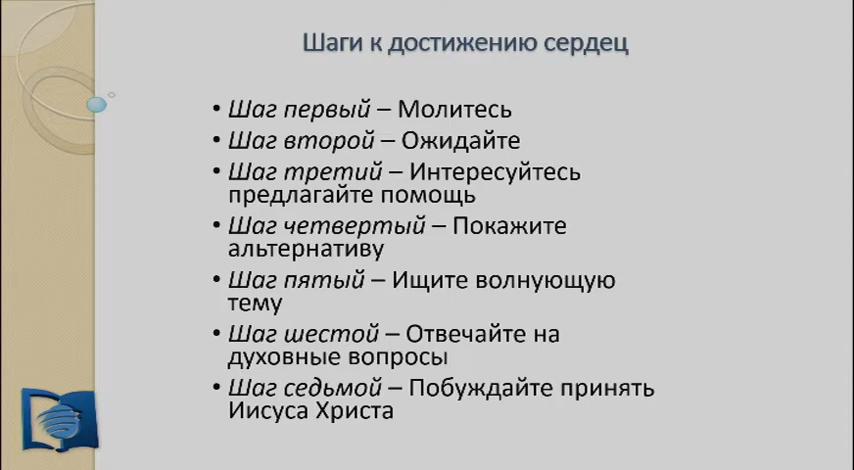 Шаги к достижению сердец
• Шаг первый – Молитесь
• Шаг второй – Ожидайте
• Шаг третий – Интересуйтесь
предлагайте помощь
• Шаг четвертый – Покажите
альтернативу
• Шаг пятый – Ищите волнующую
тему
• Шаг шестой – Отвечайте на
духовные вопросы
• Шаг седьмой – Побуждайте принять
Иисуса Христа